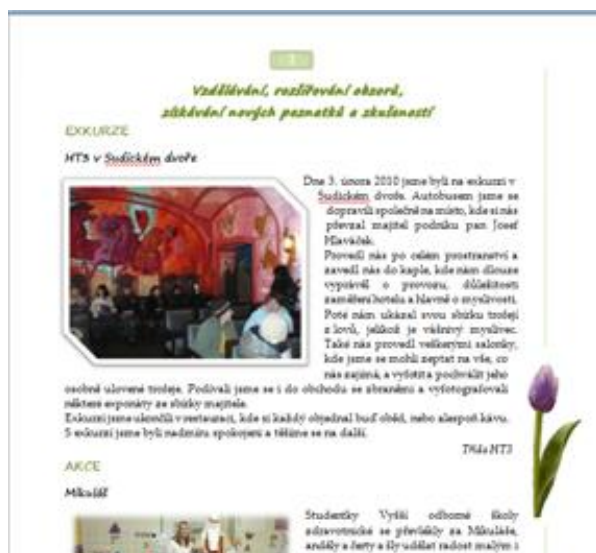 Vzdělávání, rozšiřování obzorů,
získávání nových poznatků a zkušeností
EXKURZE
HT3 v Sudickém dvoře
Dne 3. února 2010 jsme byli na exkurzi v
Sudickém dvoře. Autobusem jsme se
dopravili společně na místo, kde si nás
převzal majitel podniku pan Josef
Hlaváček.
Provedl nás po celém prostranství a
zavedl nás do kaple, kde nám dlouze
vyprávěl o provozu, důležitosti
zaměření hotelu a hlavně o myslivosti.
Poté nám ukázal svou sbírku trofejí
z lovů, jelikož je vášnivý myslivec.
Také nás provedl veškerými salonky,
kde jsme se mohli zeptat na vše, co
nás zajímá, a vyfotit a pochválit jeho
osobně ulovené trofeje. Podívali jsme se i do obchodu se zbraněmi a vyfotografovali
některé exponáty ze sbírky majitele.
Exkurzi jsme ukončili v restauraci, kde si každý objednal buď oběd, nebo alespoň kávu.
S exkurzí jsme byli nadmíru spokojeni a těšíme se na další.
Třída HT3
AKCE
Mikuláš
Studentky Vyšší odborné školy
zdravotnické se převlékly za Mikuláše,
anděly a čerty a šly udělat radost malým i